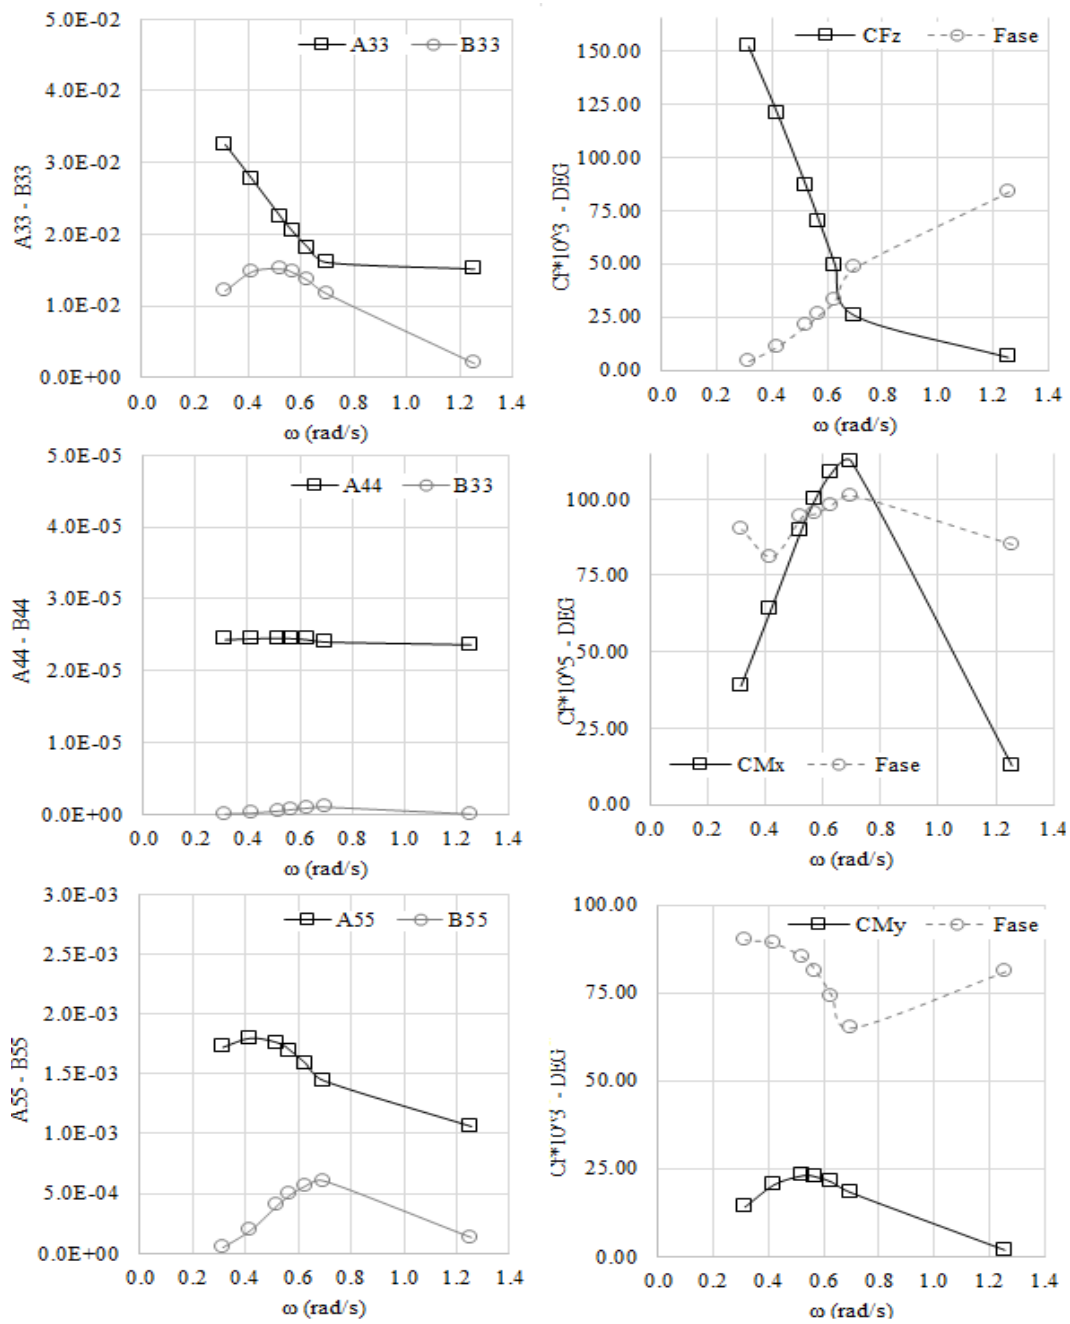 5.0E-02
4.0E-02
3.0E-02
2.0E-02
1.0E-02
0.0E+00
A33 B33
A33 - B33
0.0 0.2 0.4 0.6 0.8 1.0 1.2 1.4
ω (rad/s)
150.00
125.00
100.00
75.00
50.00
25.00
0.00
CFz Fase
Cf*10^3 - DEG
0.0 0.2 0.4 0.6 0.8 1.0 1.2 1.4
ω (rad/s)
5.0E-05
4.0E-05
3.0E-05
2.0E-05
1.0E-05
0.0E+00
A44 B33
A44 - B44
0.0 0.2 0.4 0.6 0.8 1.0 1.2 1.4
ω (rad/s)
100.00
75.00
50.00
25.00
0.00
CMx Fase
Cf*10^5 - DEG
0.0 0.2 0.4 0.6 0.8 1.0 1.2 1.4
ω (rad/s)
3.0E-03
2.5E-03
2.0E-03
1.5E-03
1.0E-03
5.0E-04
0.0E+00
A55 B55
A55 - B55
0.0 0.2 0.4 0.6 0.8 1.0 1.2 1.4
ω (rad/s)
100.00
75.00
50.00
25.00
0.00
CMy Fase
Cf*10^3 - DEG
0.0 0.2 0.4 0.6 0.8 1.0 1.2 1.4
ω (rad/s)